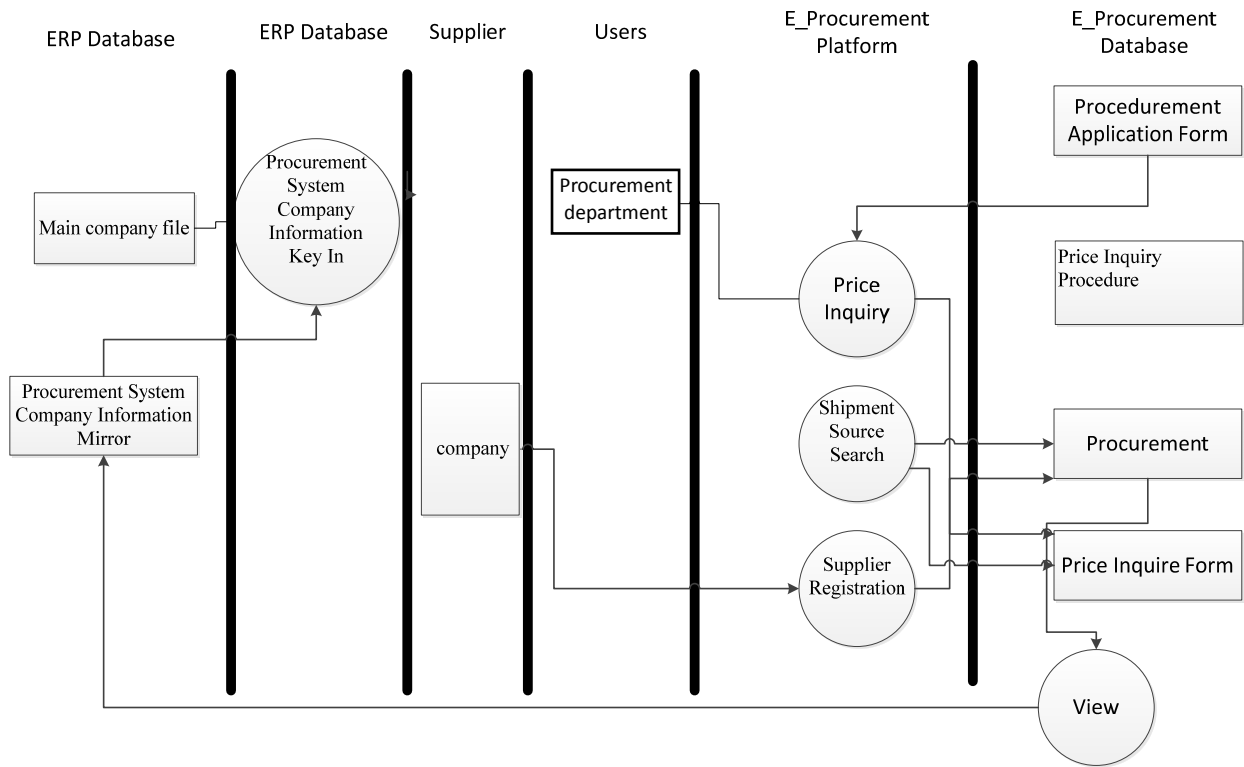 ERP Database
ERP Database
Supplier
Users
E_Procurement
Platform
E_Procurement
Database
Procedurement
Application Form
Procurement
System
Company
Information
Key In
Procurement
department
Main company file
Price Inquiry
Procedure
Price
Inquiry
Procurement System
Company Information
Mirror
company
Shipment
Source
Search
Procurement
Supplier
Registration
Price Inquire Form
View